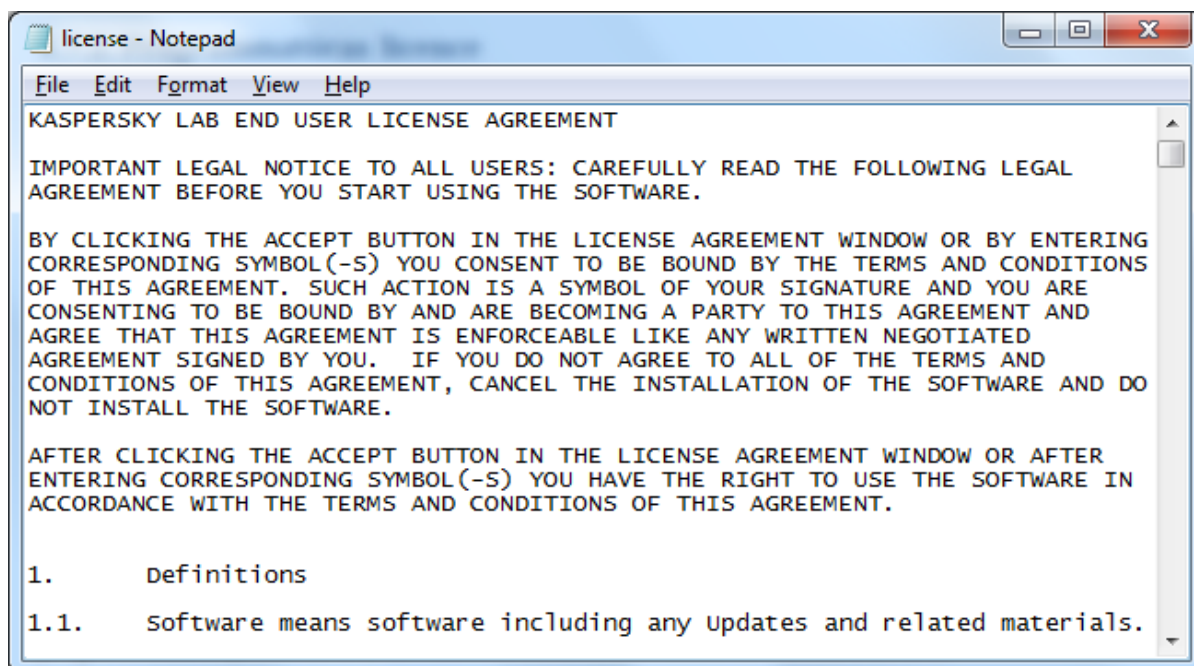 license - Notepad
File Edit Format View Help
KASPERSKY LAB END USER LICENSE AGREEMENT
IMPORTANT LEGAL NOTICE TO ALL USERS: CAREFULLY READ THE FOLLOWING LEGAL
AGREEMENT BEFORE YOU START USING THE SOFTWARE.
BY CLICKING THE ACCEPT BUTTON IN THE LICENSE AGREEMENT WINDOW OR BY ENTERING
CORRESPONDING SYMBOL(-S) YOU CONSENT TO BE BOUND BY THE TERMS AND CONDITIONS
OF THIS AGREEMENT. SUCH ACTION IS A SYMBOL OF YOUR SIGNATURE AND YOU ARE
CONSENTING TO BE BOUND BY AND ARE BECOMING A PARTY TO THIS AGREEMENT AND
AGREE THAT THIS AGREEMENT IS ENFORCEABLE LIKE ANY WRITTEN NEGOTIATED
AGREEMENT SIGNED BY YOU.  IF YOU DO NOT AGREE TO ALL OF THE TERMS AND
CONDITIONS OF THIS AGREEMENT, CANCEL THE INSTALLATION OF THE SOFTWARE AND DO
NOT INSTALL THE SOFTWARE.
AFTER CLICKING THE ACCEPT BUTTON IN THE LICENSE AGREEMENT WINDOW OR AFTER
ENTERING CORRESPONDING SYMBOL(-S) YOU HAVE THE RIGHT TO USE THE SOFTWARE IN
ACCORDANCE WITH THE TERMS AND CONDITIONS OF THIS AGREEMENT.
1. Definitions
1.1. Software means software including any Updates and related materials.